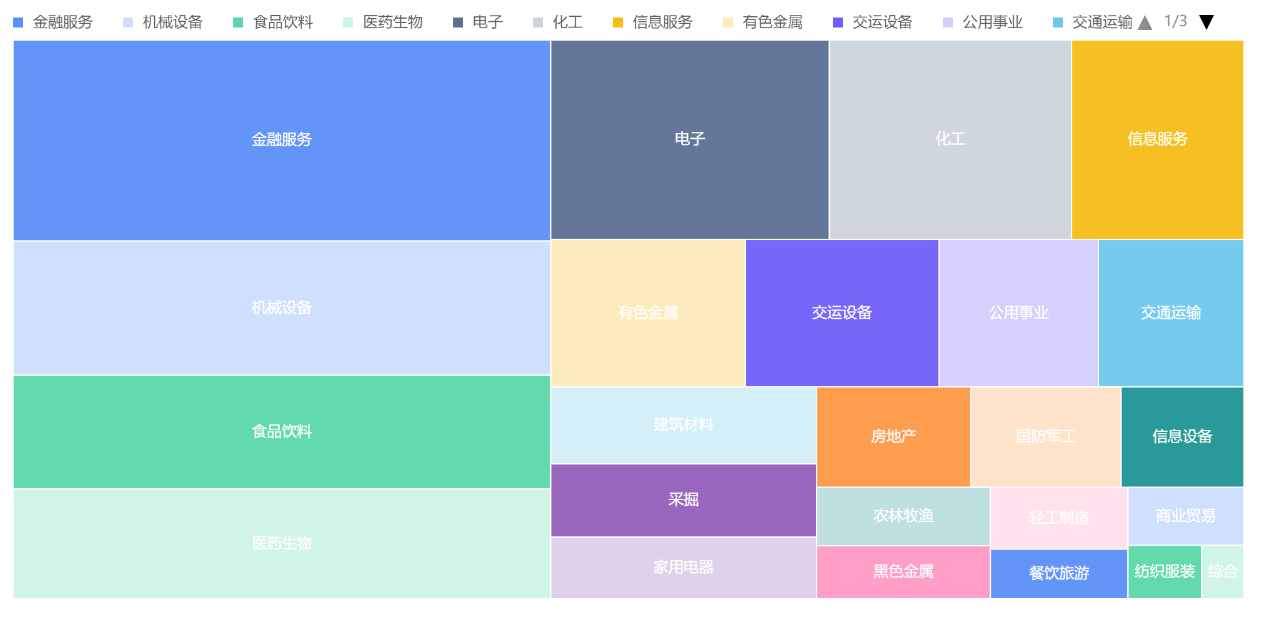 金融服务 机械设备 食品饮料 医药生物 电子 化工 信息服务 有色金属 交运设备 公用事业 交通运输 1/3
金融服务
电子
化工
信息服务
机械设备
有色金属
交运设备
公用事业
交通运输
食品饮料
建筑材料
房地产
国防军工
信息设备
采掘
农林牧渔
轻工制造
商业贸易
医药生物
家用电器
黑色金属
餐饮旅游
纺织服装
综合